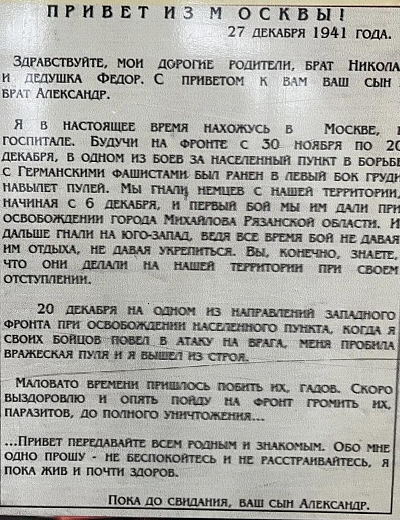 ПРИВЕТ ИЗ МОСКВЫ!
27 ДЕКАБРЯ 1941 ГОДА.
ЗДРАВСТВУЙТЕ, МОИ ДОРОГИЕ РОДИТЕЛИ, БРАТ НИКОЛА
И ДЕДУШКА ФЕДОР. С ПРИВЕТОМ К ВАМ ВАШ СЫН
БРАТ АЛЕКСАНДР.
Я В НАСТОЯЩЕЕ ВРЕМЯ НАХОЖУСЬ В МОСКВЕ, В
ГОСПИТАЛЕ. БУДУЧИ НА ФРОНТЕ С 30 НОЯБРЯ ПО 20
ДЕКАБРЯ, В ОДНОМ ИЗ БОЕВ ЗА НАСЕЛЕННЫЙ ПУНКТ В БОРЬБЕ
С ГЕРМАНСКИМИ ФАШИСТАМИ БЫЛ РАНЕН В ЛЕВЫЙ БОК ГРУДИ
НАВЫЛЕТ ПУЛЕЙ. МЫ ГНАЛИ НЕМЦЕВ С НАШЕЙ ТЕРРИТОРИИ,
НАЧИНАЯ С 6 ДЕКАБРЯ, И ПЕРВЫЙ БОЙ МЫ ИМ ДАЛИ ПРИ
ОСВОБОЖДЕНИИ ГОРОДА МИХАЙЛОВА РЯЗАНСКОЙ ОБЛАСТИ. И
ДАЛЬШЕ ГНАЛИ НА ЮГО-ЗАПАД, ВЕДЯ ВСЕ ВРЕМЯ БОЙ НЕ ДАВАЯ
ИМ ОТДЫХА, НЕ ДАВАЯ УКРЕПИТЬСЯ. ВЫ, КОНЕЧНО, ЗНАЕТЕ,
ЧТО ОНИ ДЕЛАЛИ НА НАШЕЙ ТЕРРИТОРИИ ПРИ СВОЕМ
ОТСТУПЛЕНИИ.
20 ДЕКАБРЯ НА ОДНОМ ИЗ НАПРАВЛЕНИЙ ЗАПАДНОГО
ФРОНТА ПРИ ОСВОБОЖДЕНИИ НАСЕЛЕННОГО ПУНКТА, КОГДА Я
СВОИХ БОЙЦОВ ПОВЕЛ В АТАКУ НА ВРАГА, МЕНЯ ПРОБИЛА
ВРАЖЕСКАЯ ПУЛЯ И Я ВЫШЕЛ ИЗ СТРОЯ.
МАЛОВАТО ВРЕМЕНИ ПРИШЛОСЬ ПОБИТЬ ИХ, ГАДОВ. СКОРО
ВЫЗДОРОВЛЮ И ОПЯТЬ ПОЙДУ НА ФРОНТ ГРОМИТЬ ИХ,
ПАРАЗИТОВ, ДО ПОЛНОГО УНИЧТОЖЕНИЯ...
...ПРИВЕТ ПЕРЕДАВАЙТЕ ВСЕМ РОДНЫМ И ЗНАКОМЫМ. ОБО МНЕ
ОДНО ПРОШУ - НЕ БЕСПОКОЙТЕСЬ И НЕ РАССТРАИВАЙТЕСЬ, Я
ПОКА ЖИВ И ПОЧТИ ЗДОРОВ.
ПОКА ДО СВИДАНИЯ, ВАШ СЫН АЛЕКСАНДР.